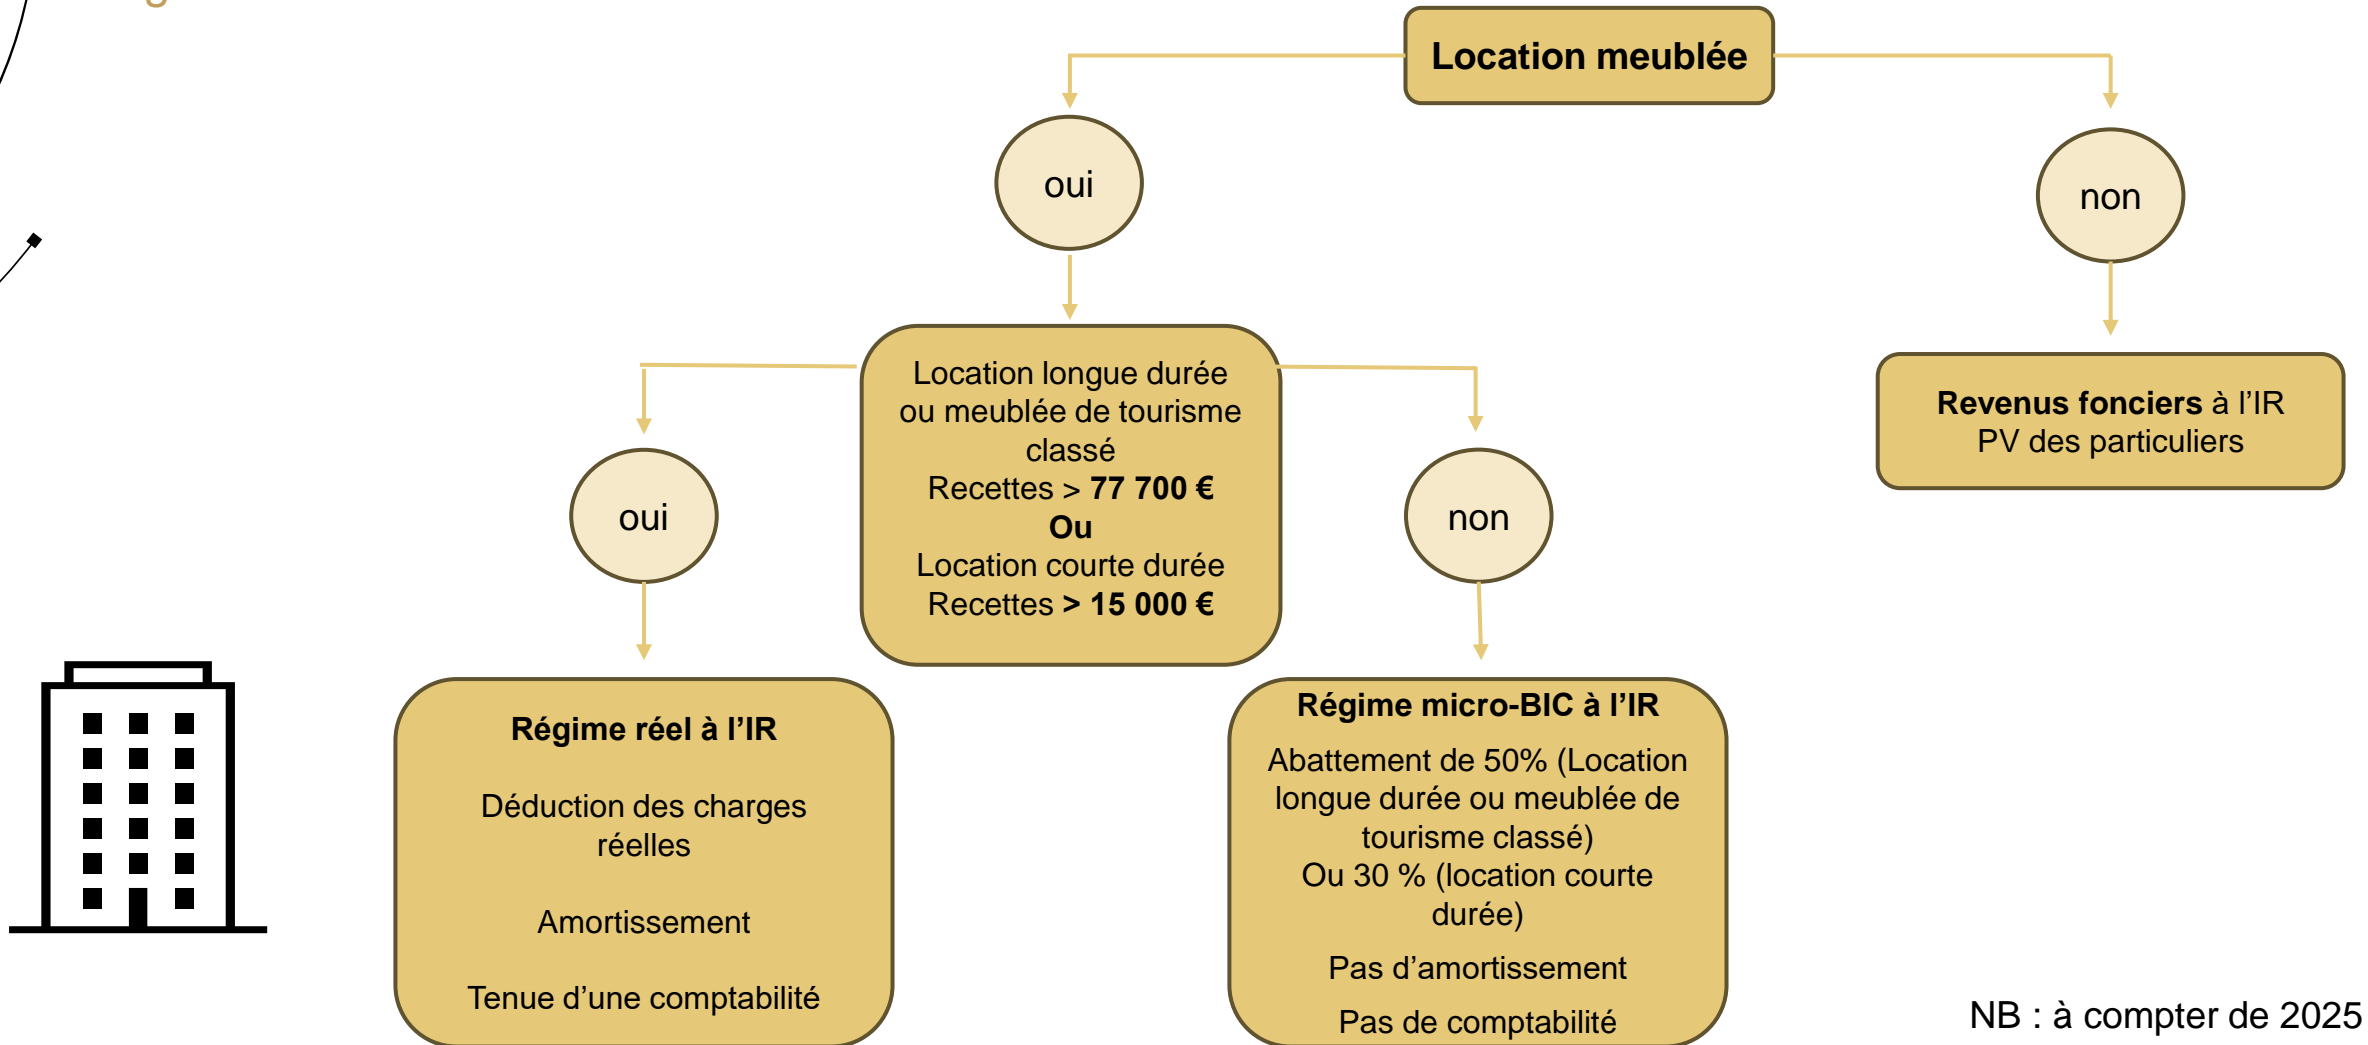 Location meublée
oui
non
Location longue durée
ou meublée de tourisme
classé
Recettes > 77 700 €
Ou
Location courte durée
Recettes > 15 000 €
Revenus fonciers à l’IR
PV des particuliers
oui
non
Régime réel à l’IR
Déduction des charges
réelles
Amortissement
Tenue d’une comptabilité
Régime micro-BIC à l’IR
Abattement de 50% (Location
longue durée ou meublée de
tourisme classé)
Ou 30 % (location courte
durée)
Pas d’amortissement
Pas de comptabilité
NB : à compter de 2025